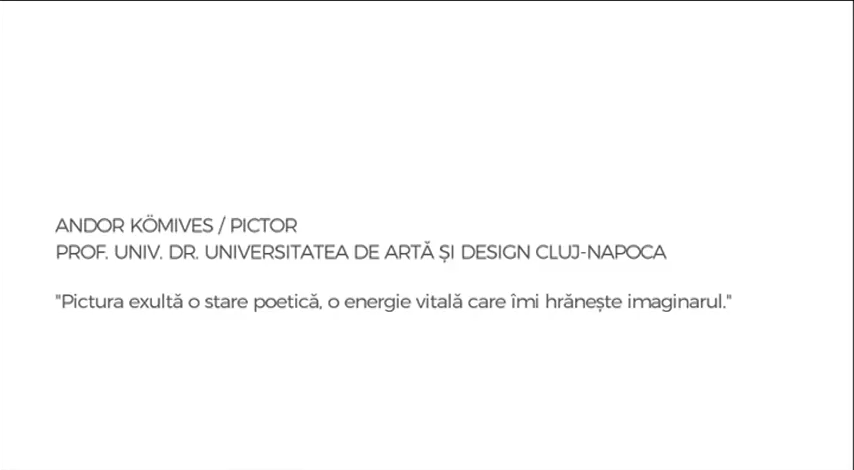 ANDOR KÖMIVES / PICTOR
PROF. UNIV. DR. UNIVERSITATEA DE ARTĂ ȘI DESIGN CLUJ-NAPOCA
"Pictura exultă o stare poetică, o energie vitală care îmi hrănește imaginarul."